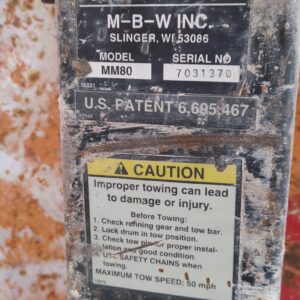 M-B-W INC.
SLINGER, WI 53086
MODEL SERIAL NO
MM80 7031370
U.S. PATENT 6,695,467
CAUTION
Improper towing can lead
to damage or injury.
Before Towing:
1. Check running gear and tow bar.
2. Lock drum in tow position.
3. Check tow pin for proper instal-
lation and good condition
4. USE SAFETY CHAINS when
towing.
MAXIMUM TOW SPEED: 50 mph